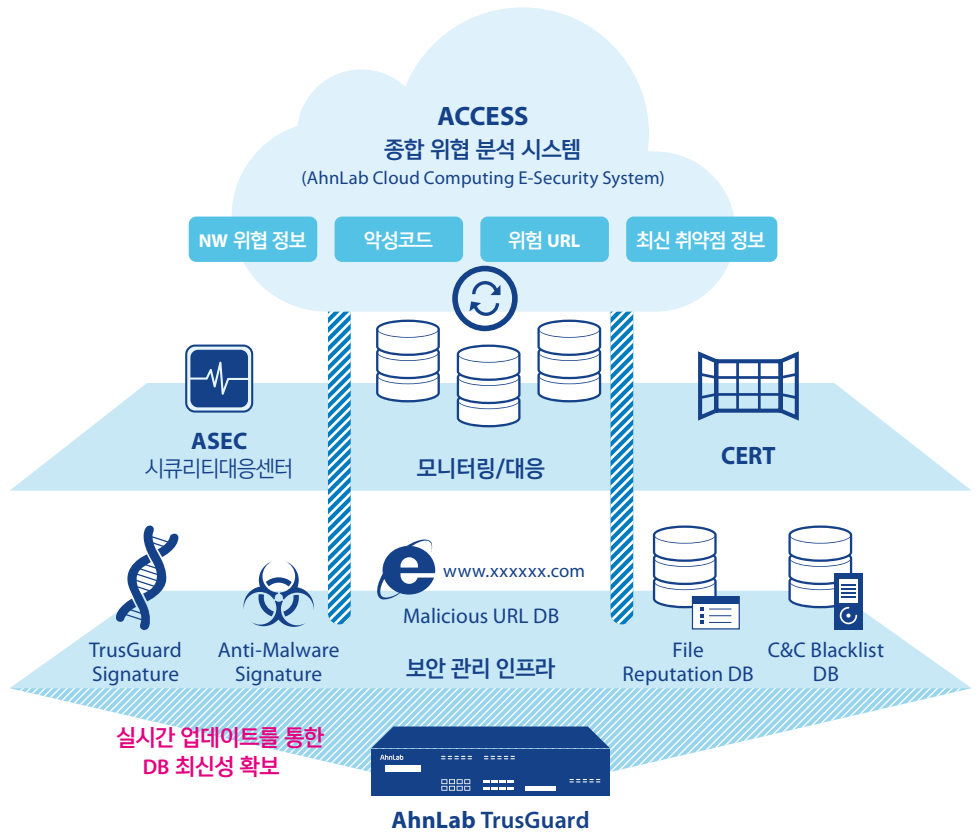 ACCESS
종합 위협 분석 시스템
(AhnLab Cloud Computing E-Security System)
NW 위협 정보
악성코드
위험 URL
최신 취약점 정보
ASEC
시큐리티대응센터
모니터링/대응
CERT
www.xxxxxx.com
Malicious URL DB
TrusGuard
Signature
Anti-Malware
Signature
보안 관리 인프라
File
Reputation DB
C&C Blacklist
DB
실시간 업데이트를 통한
DB 최신성 확보
AhnLab
AhnLab TrusGuard